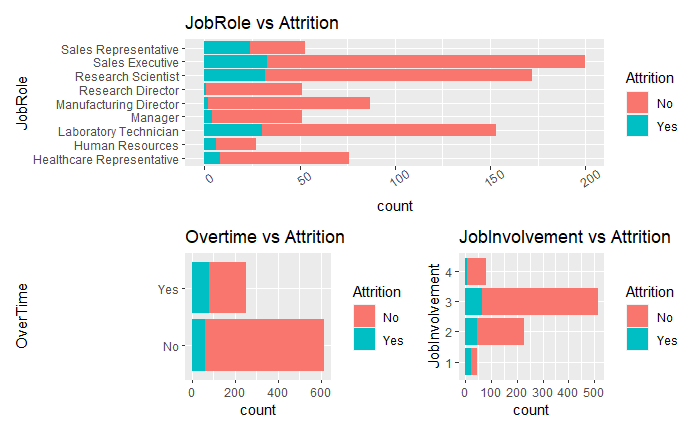 JobRole vs Attrition
JobRole
Sales Representative
Sales Executive
Research Scientist
Research Director
Manufacturing Director
Manager
Laboratory Technician
Human Resources
Healthcare Representative
0 50 100 150 200
count
Attrition
No
Yes
Overtime vs Attrition
OverTime
Yes
No
0 200 400 600
count
Attrition
No
Yes
JobInvolvement vs Attrition
JobInvolvement
4
3
2
1
0 100 200 300 400 500
count
Attrition
No
Yes